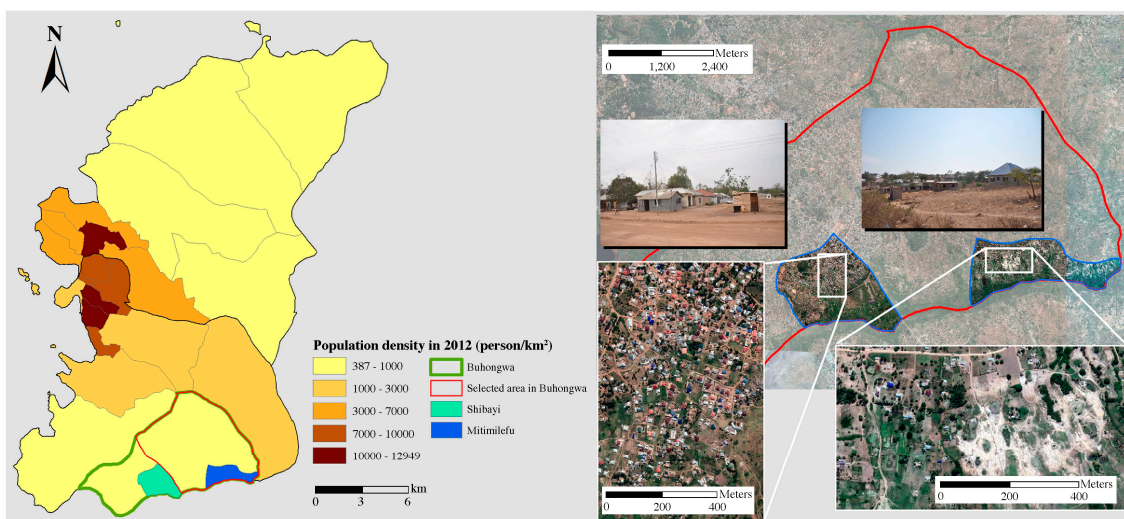 N
Population density in 2012 (person/km²)
387 - 1000
1000 - 3000
3000 - 7000
7000 - 10000
10000 - 12949
Buhongwa
Selected area in Buhongwa
Shibayi
Mitimilefu
km
0 3 6
Meters
0 1,200 2,400
Meters
0 200 400
Meters
0 200 400